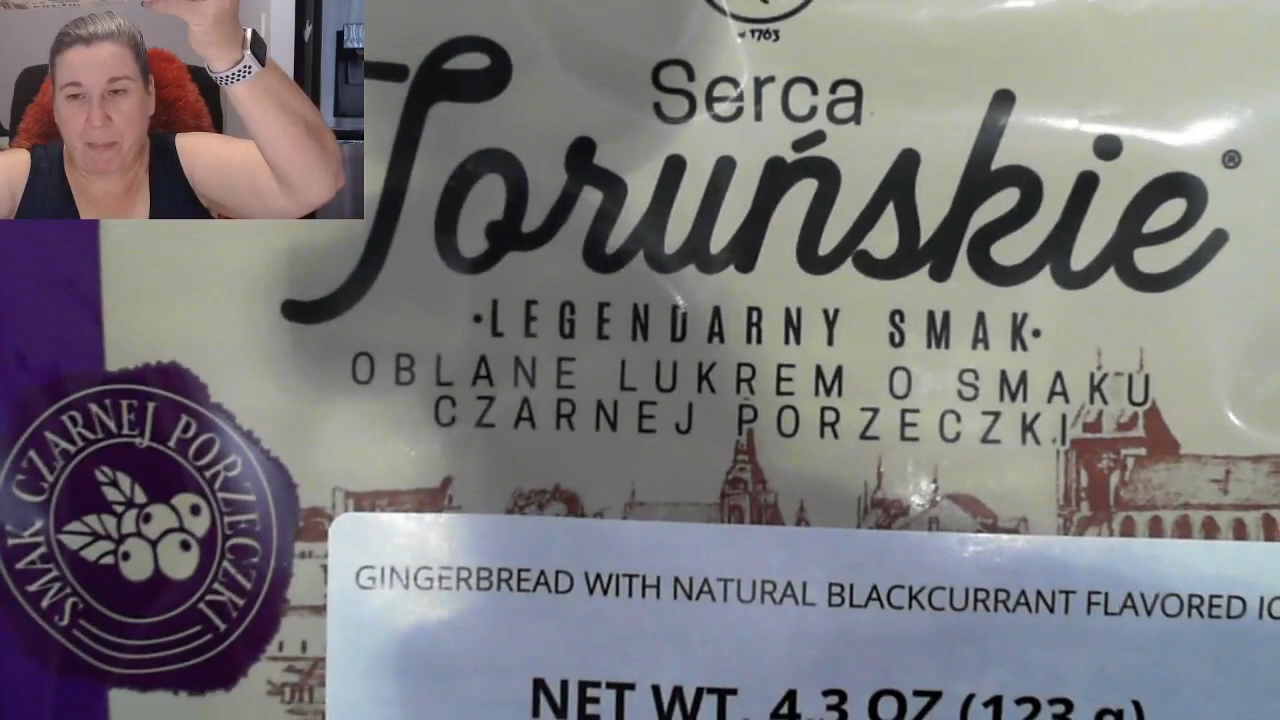 1763
Serca
Toruńskie®
·LEGENDARNY SMAK·
OBLANE LUKREM O SMAKU
CZARNEJ PORZECZKI
SMAK CZARNEJ PORZECZKI
GINGERBREAD WITH NATURAL BLACKCURRANT FLAVORED
NET WT. 4.3 OZ (123 g)